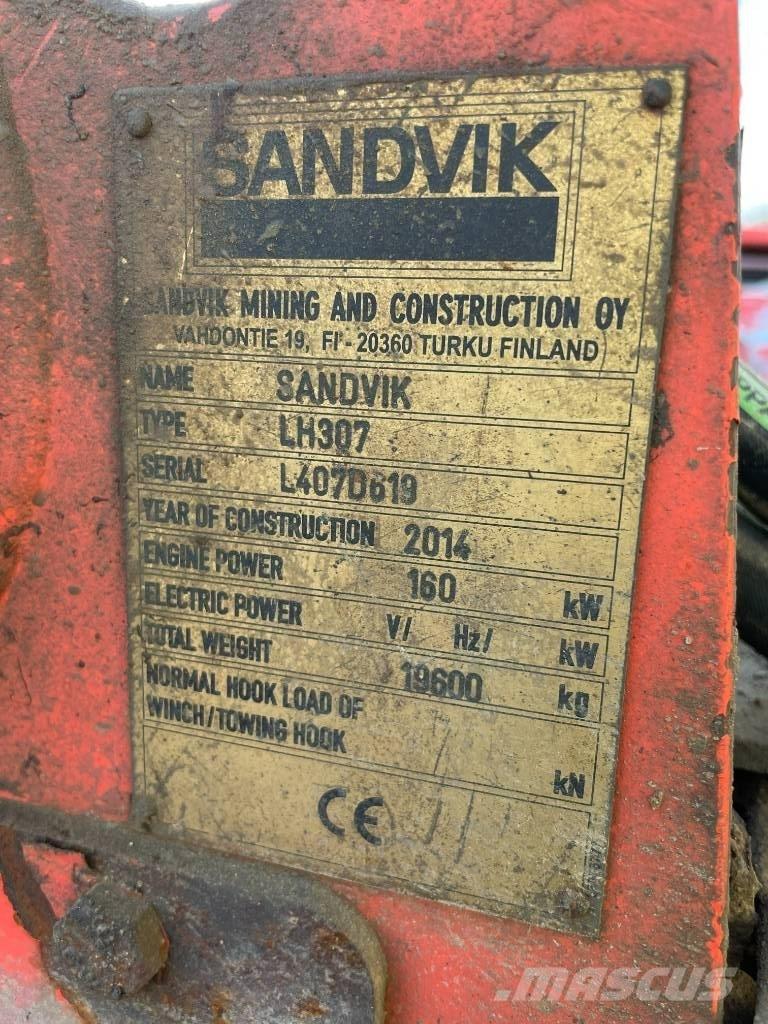 SANDVIK
SANDVIK MINING AND CONSTRUCTION OY
VAHDONTIE 19, FI - 20360 TURKU FINLAND
NAME SANDVIK
TYPE LH307
SERIAL L407D619
YEAR OF CONSTRUCTION 2014
ENGINE POWER 160 kW
ELECTRIC POWER V/ Hz/ kW
TOTAL WEIGHT 19600 kg
NORMAL HOOK LOAD OF
WINCH/TOWING HOOK kN
CE
MASCUS